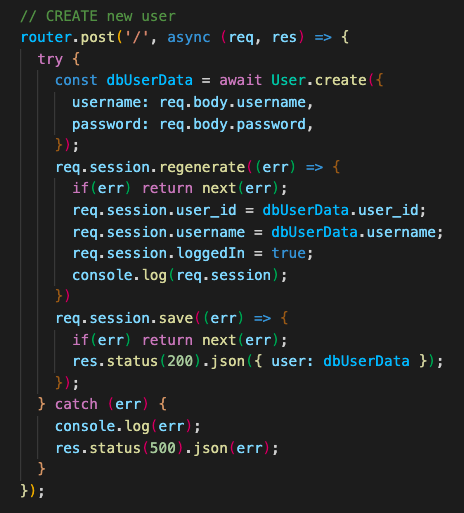 // CREATE new user
router.post('/', async (req, res) => {
  try {
    const dbUserData = await User.create({
      username: req.body.username,
      password: req.body.password,
    });
    req.session.regenerate((err) => {
      if(err) return next(err);
      req.session.user_id = dbUserData.user_id;
      req.session.username = dbUserData.username;
      req.session.loggedIn = true;
      console.log(req.session);
    })
    req.session.save((err) => {
      if(err) return next(err);
      res.status(200).json({ user: dbUserData });
    });
  } catch (err) {
    console.log(err);
    res.status(500).json(err);
  }
});